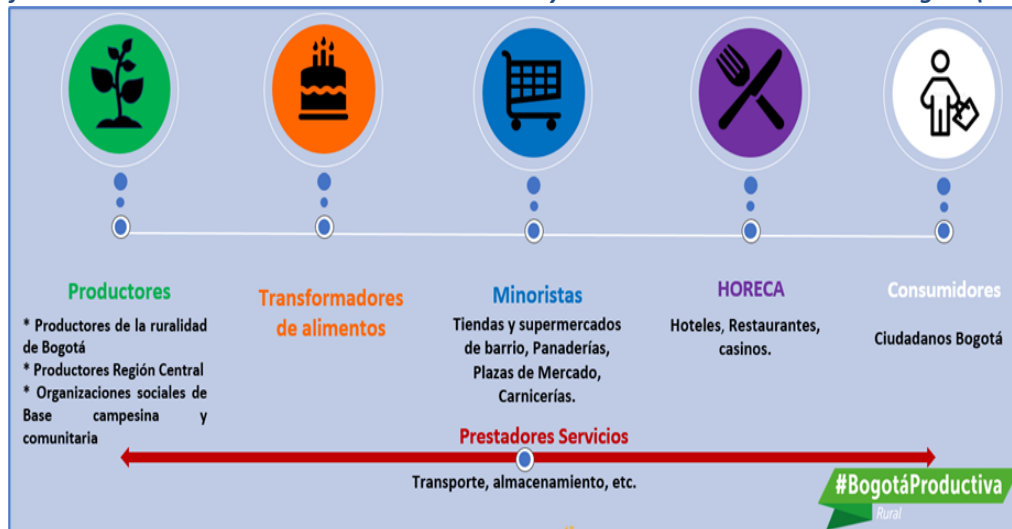 Productores
* Productores de la ruralidad
de Bogotá
* Productores Región Central
* Organizaciones sociales de
Base campesina y
comunitaria
Transformadores
de alimentos
Minoristas
Tiendas y supermercados
de barrio, Panaderías,
Plazas de Mercado,
Carnicerías.
HORECA
Hoteles, Restaurantes,
casinos.
Consumidores
Ciudadanos Bogotá
Prestadores Servicios
Transporte, almacenamiento, etc.
#BogotáProductiva
Rural